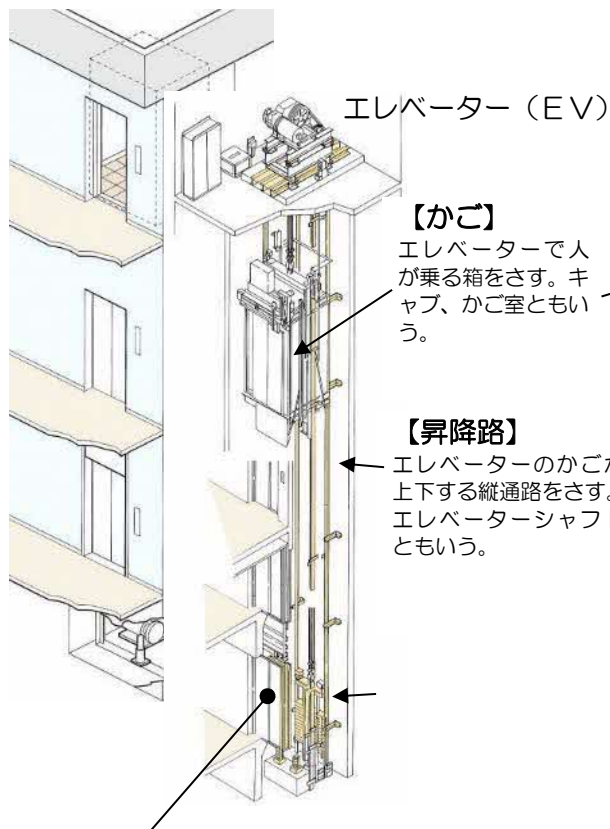 エレベーター（ＥＶ）
【かご】
エレベーターで人
が乗る箱をさす。キ
ャブ、かご室ともい
う。
【昇降路】
エレベーターのかご
上下する縦通路をさす。
エレベーターシャフ
ともいう。